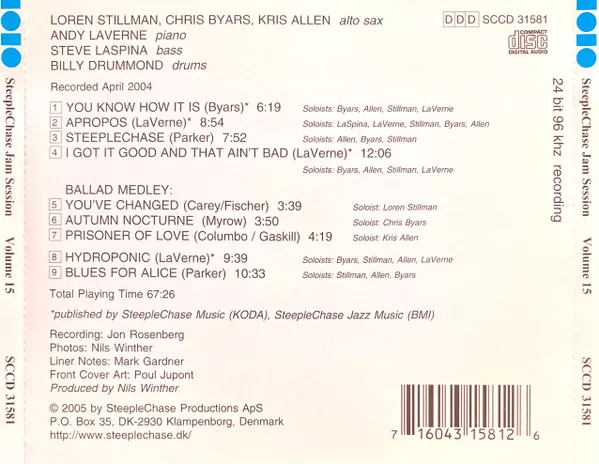 LOREN STILLMAN, CHRIS BYARS, KRIS ALLEN alto sax
ANDY LAVERNE piano
STEVE LASPINA bass
BILLY DRUMMOND drums
DDD SCCD 31581
COMPACT
disc
DIGITAL AUDIO
Recorded April 2004
1 YOU KNOW HOW IT IS (Byars)* 6:19 Soloists: Byars, Allen, Stillman, LaVerne
2 APROPOS (LaVerne)* 8:54 Soloists: LaSpina, LaVerne, Stillman, Byars, Allen
3 STEEPLECHASE (Parker) 7:52 Soloists: Allen, Byars, Stillman
4 I GOT IT GOOD AND THAT AIN'T BAD (LaVerne)* 12:06
Soloists: Byars, Allen, Stillman, LaVerne
BALLAD MEDLEY:
5 YOU'VE CHANGED (Carey/Fischer) 3:39 Soloist: Loren Stillman
6 AUTUMN NOCTURNE (Myrow) 3:50 Soloist: Chris Byars
7 PRISONER OF LOVE (Columbo / Gaskill) 4:19 Soloist: Kris Allen
8 HYDROPONIC (LaVerne)* 9:39 Soloists: Byars, Stillman, Allen, LaVerne
9 BLUES FOR ALICE (Parker) 10:33 Soloists: Stillman, Allen, Byars
Total Playing Time 67:26
*published by SteepleChase Music (KODA), SteepleChase Jazz Music (BMI)
Recording: Jon Rosenberg
Photos: Nils Winther
Liner Notes: Mark Gardner
Front Cover Art: Poul Jupont
Produced by Nils Winther
© 2005 by SteepleChase Productions ApS
P.O. Box 35, DK-2930 Klampenborg, Denmark
http://www.steeplechase.dk/
7 16043 15812 6
24 bit 96 khz recording
SteepleChase Jam Session Volume 15 SCCD 31581
SteepleChase Jam Session Volume 15 SCCD 31581